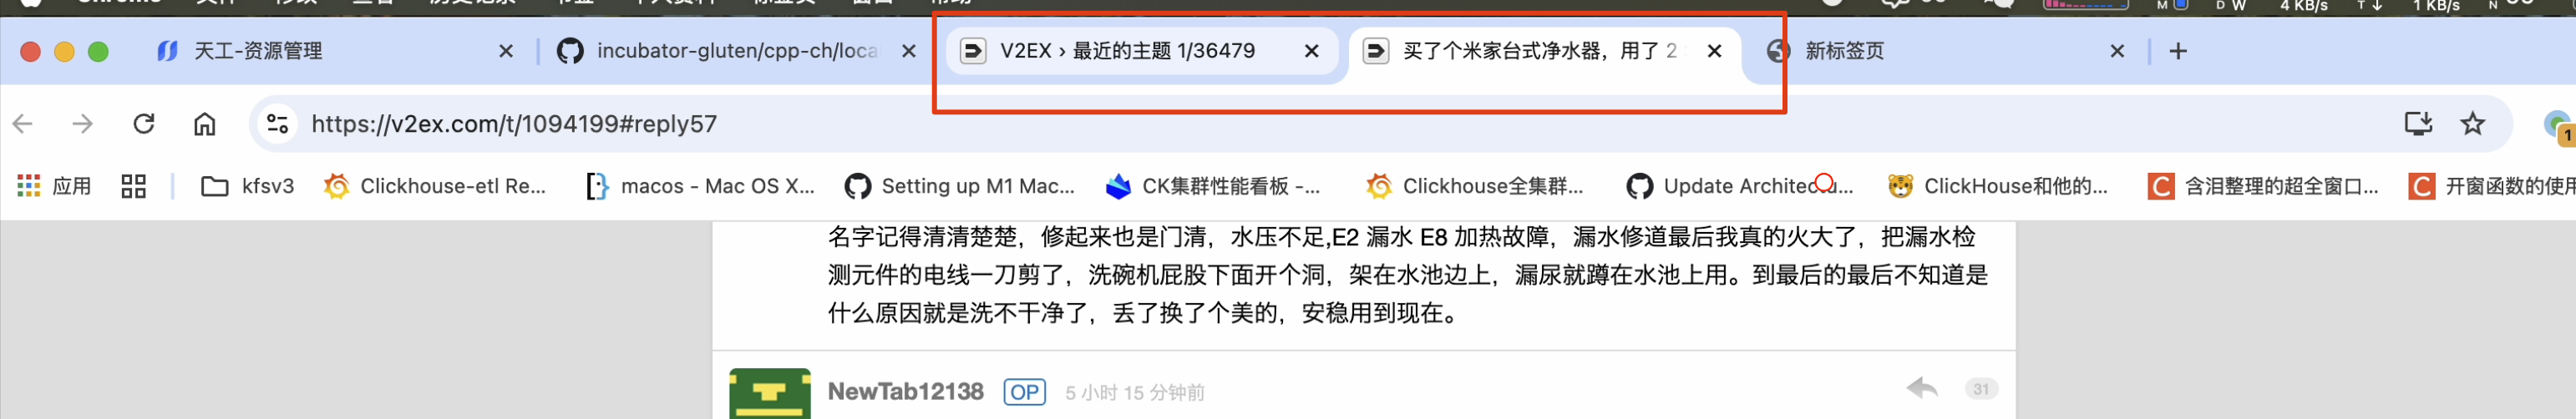 M D W 4 KB/s T↓ 1 KB/s N
天工-资源管理
incubator-gluten/cpp-ch/loca
V2EX › 最近的主题 1/36479
买了个米家台式净水器，用了 2
新标签页
https://v2ex.com/t/1094199#reply57
1
应用
kfsv3
Clickhouse-etl Re...
macos - Mac OS X...
Setting up M1 Mac...
CK集群性能看板 -...
Clickhouse全集群...
Update Architectu...
ClickHouse和他的...
含泪整理的超全窗口...
开窗函数的使用
名字记得清清楚楚，修起来也是门清，水压不足,E2 漏水 E8 加热故障，漏水修道最后我真的火大了，把漏水检
测元件的电线一刀剪了，洗碗机屁股下面开个洞，架在水池边上，漏尿就蹲在水池上用。到最后的最后不知道是
什么原因就是洗不干净了，丢了换了个美的，安稳用到现在。
NewTab12138 OP 5 小时 15 分钟前
31